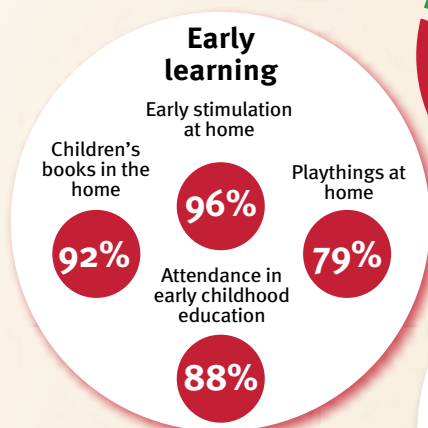 Early
learning
Early stimulation
at home
96%
Children's
books in the
home
92%
Playthings at
home
79%
Attendance in
early childhood
education
88%